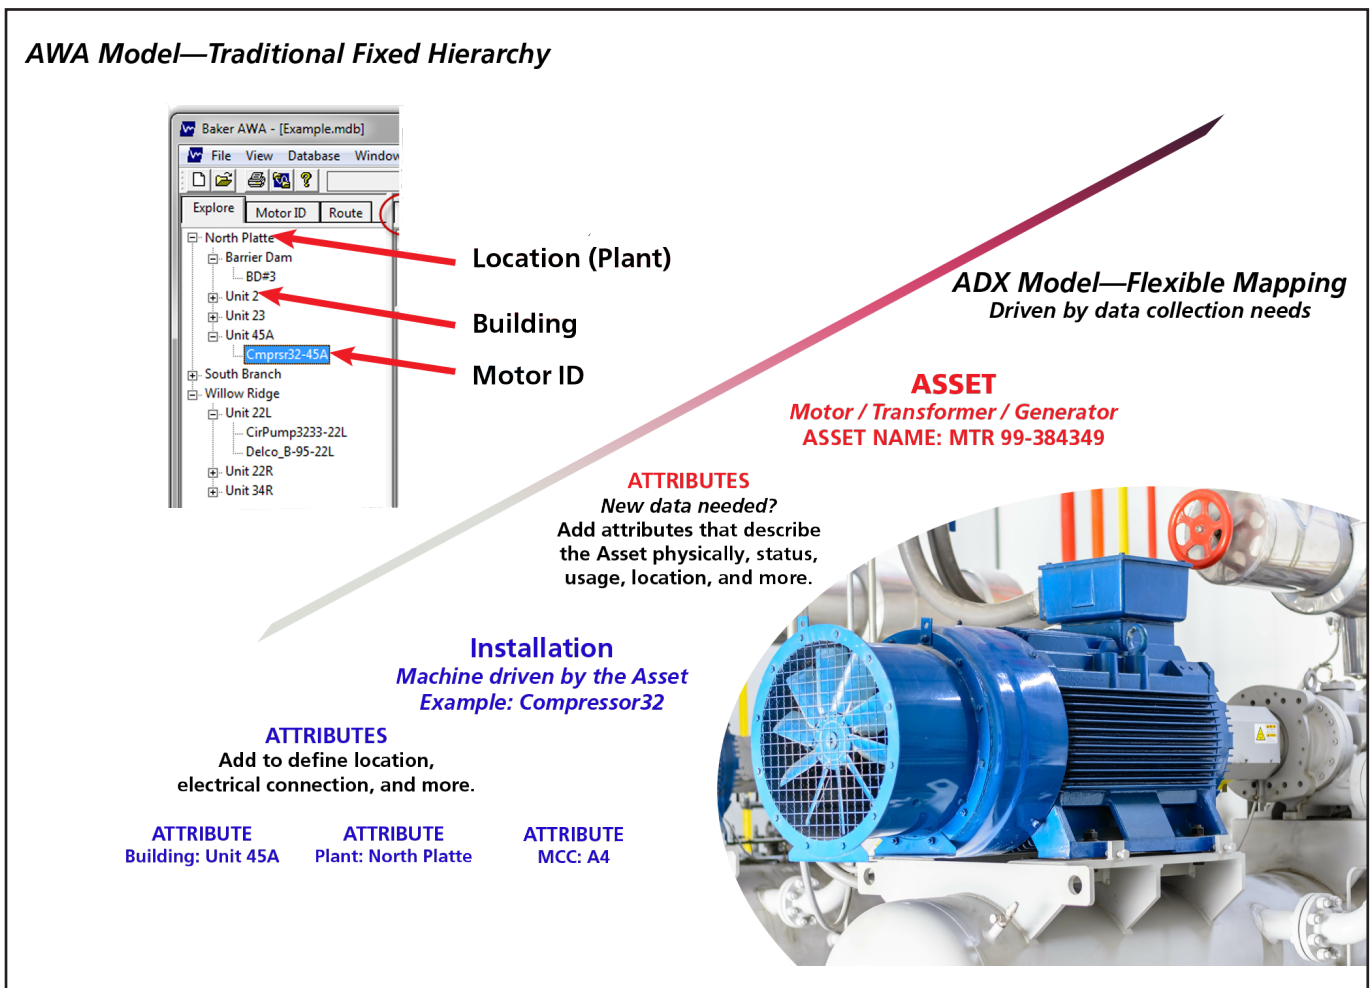 AWA Model—Traditional Fixed Hierarchy
Baker AWA - [Example.mdb]
File View Database Window
Explore Motor ID Route
North Platte
Barrier Dam
BD#3
Unit 2
Unit 23
Unit 45A
Cmprsr32-45A
South Branch
Willow Ridge
Unit 22L
CirPump3233-22L
Delco_B-95-22L
Unit 22R
Unit 34R
Location (Plant)
Building
Motor ID
ADX Model—Flexible Mapping
Driven by data collection needs
ASSET
Motor / Transformer / Generator
ASSET NAME: MTR 99-384349
ATTRIBUTES
New data needed?
Add attributes that describe
the Asset physically, status,
usage, location, and more.
Installation
Machine driven by the Asset
Example: Compressor32
ATTRIBUTES
Add to define location,
electrical connection, and more.
ATTRIBUTE
Building: Unit 45A
ATTRIBUTE
Plant: North Platte
ATTRIBUTE
MCC: A4